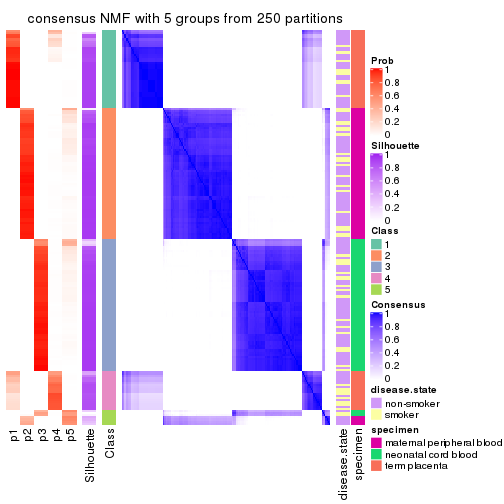 consensus NMF with 5 groups from 250 partitions
Prob
1
0.8
0.6
0.4
0.2
0
Silhouette
1
0.8
0.6
0.4
0.2
0
Class
1
2
3
4
5
Consensus
1
0.8
0.6
0.4
0.2
0
disease.state
non-smoker
smoker
specimen
maternal peripheral blood
neonatal cord blood
term placenta
p1
p2
p3
p4
p5
Silhouette
Class
disease.state
specimen